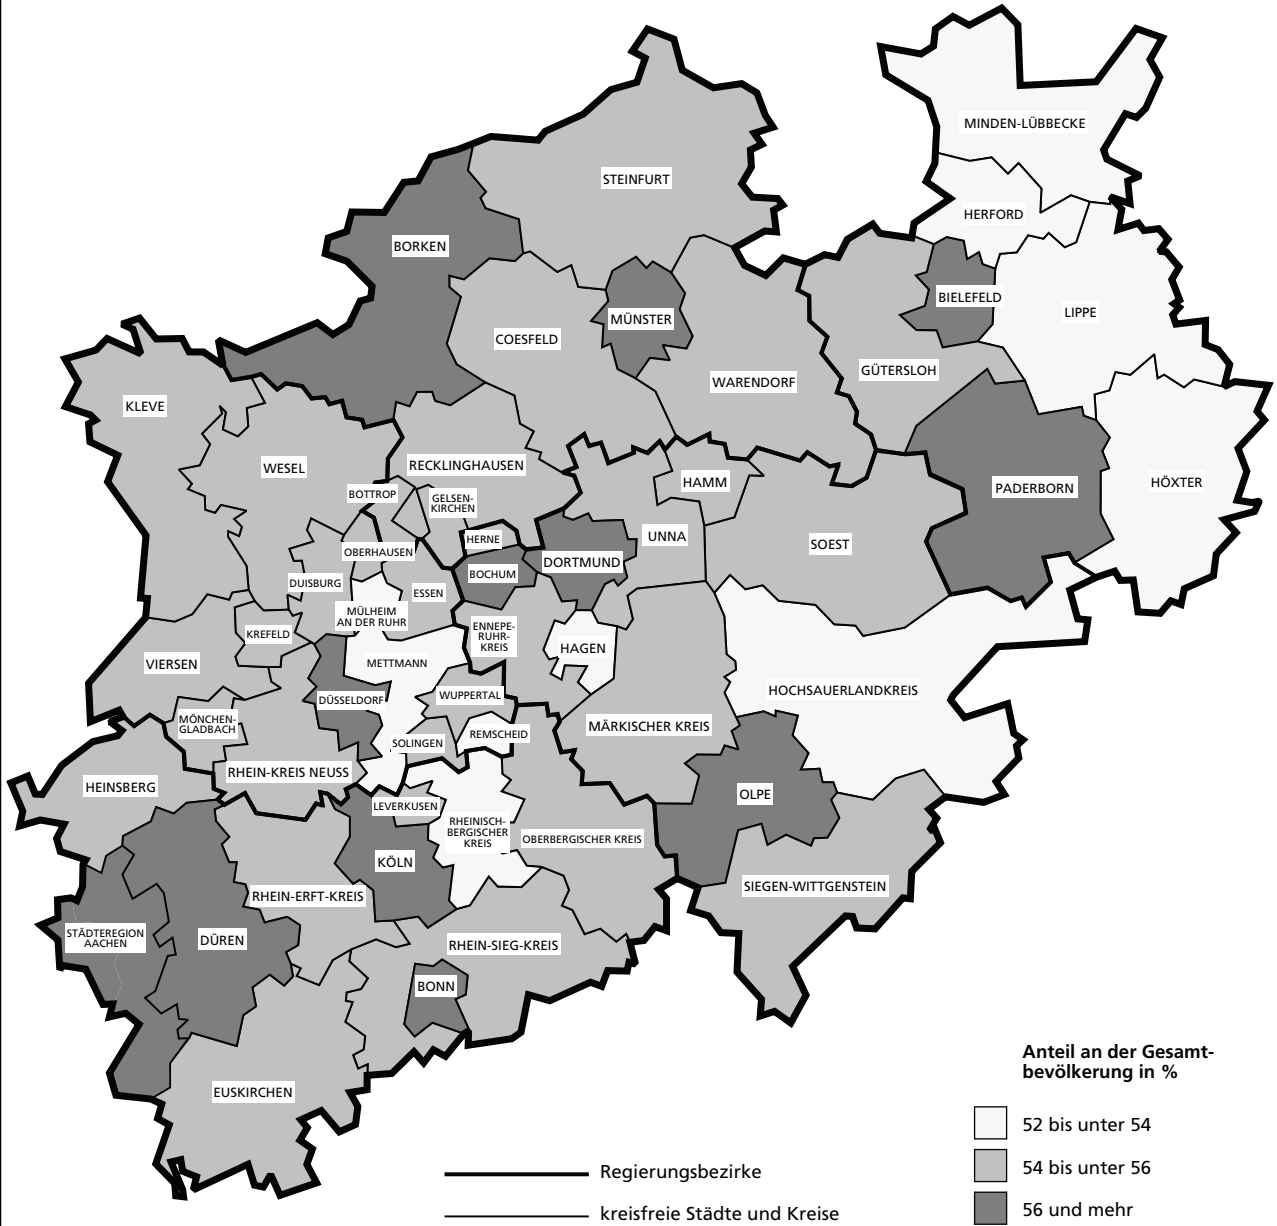 MINDEN-LÜBBECKE
STEINFURT
HERFORD
BORKEN
BIELEFELD
LIPPE
MÜNSTER
COESFELD
GÜTERSLOH
WARENDORF
KLEVE
WESEL
RECKLINGHAUSEN
HAMM
HÖXTER
PADERBORN
BOTTROP
GELSEN-
KIRCHEN
UNNA
HERNE
SOEST
OBERHAUSEN
DORTMUND
BOCHUM
DUISBURG
ESSEN
MÜLHEIM
AN DER RUHR
KREFELD
ENNEPE-
RUHR-
KREIS
HAGEN
VIERSEN
METTMANN
HOCHSAUERLANDKREIS
DÜSSELDORF
WUPPERTAL
MÖNCHEN-
GLADBACH
MÄRKISCHER KREIS
REMSCHEID
SOLINGEN
RHEIN-KREIS NEUSS
HEINSBERG
OLPE
LEVERKUSEN
RHEINISCH-
BERGISCHER
KREIS
OBERBERGISCHER KREIS
KÖLN
SIEGEN-WITTGENSTEIN
RHEIN-ERFT-KREIS
STÄDTEREGION
AACHEN
DÜREN
RHEIN-SIEG-KREIS
BONN
EUSKIRCHEN
Anteil an der Gesamt-
bevölkerung in %
52 bis unter 54
54 bis unter 56
56 und mehr
Regierungsbezirke
kreisfreie Städte und Kreise